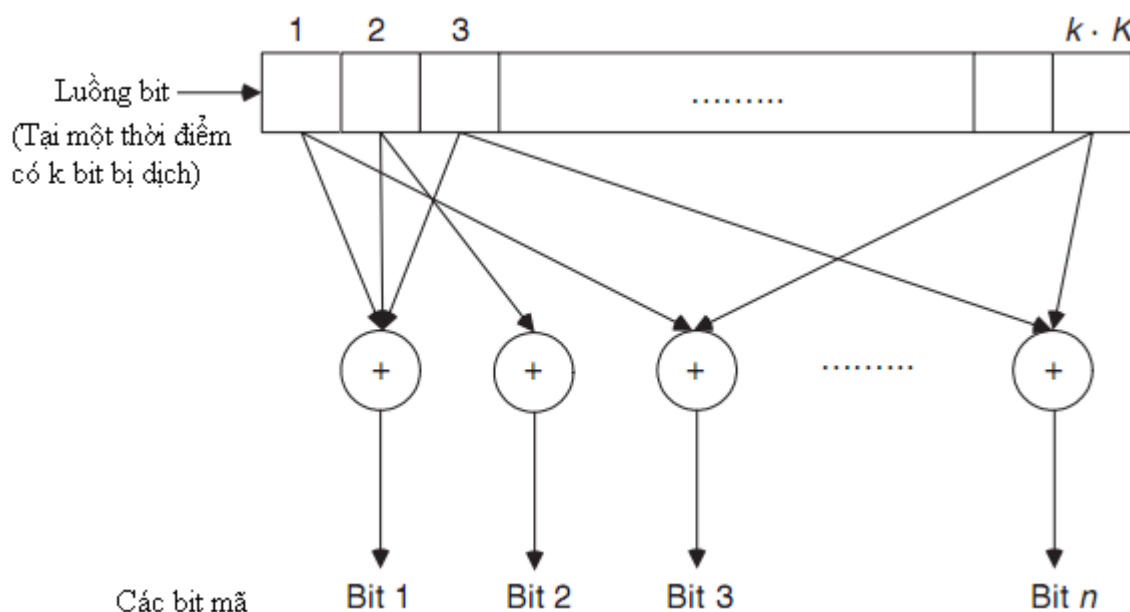 1 2 3 k · K
Luồng bit
(Tại một thời điểm
có k bit bị dịch)
..........
+ + + .......... +
Các bit mã Bit 1 Bit 2 Bit 3 Bit n